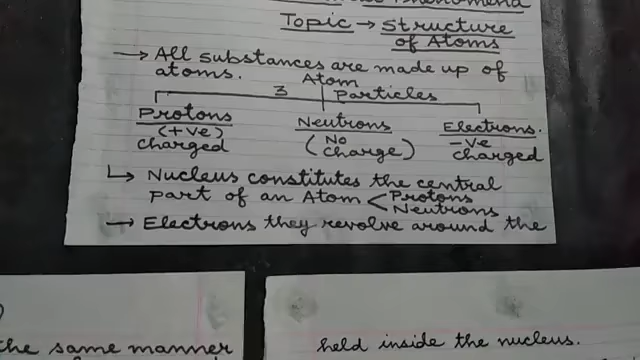 Phenomena
Topic → Structure
of Atoms
→ All substances are made up of
atoms.
Atom
3 Particles
Protons Neutrons Electrons.
(+ve) (No -ve
charged Charge) charged
↳ Nucleus constitutes the central
part of an Atom < Protons
Neutrons
→ Electrons they revolve around the
the same manner
held inside the nucleus.